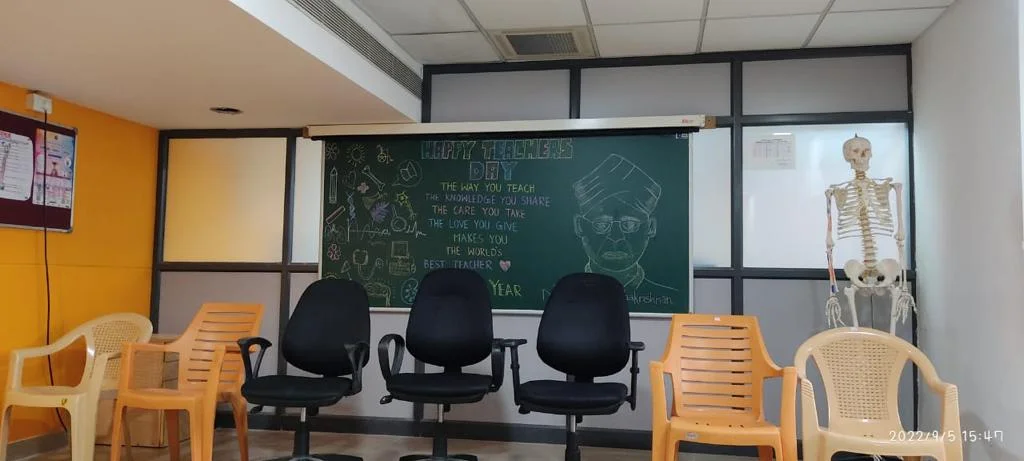 HAPPY TEACHERS
DAY
THE WAY YOU TEACH
THE KNOWLEDGE YOU SHARE
THE CARE YOU TAKE
THE LOVE YOU GIVE
MAKES YOU
THE WORLD'S
BEST TEACHER
YEAR
2022/9/5 15:47